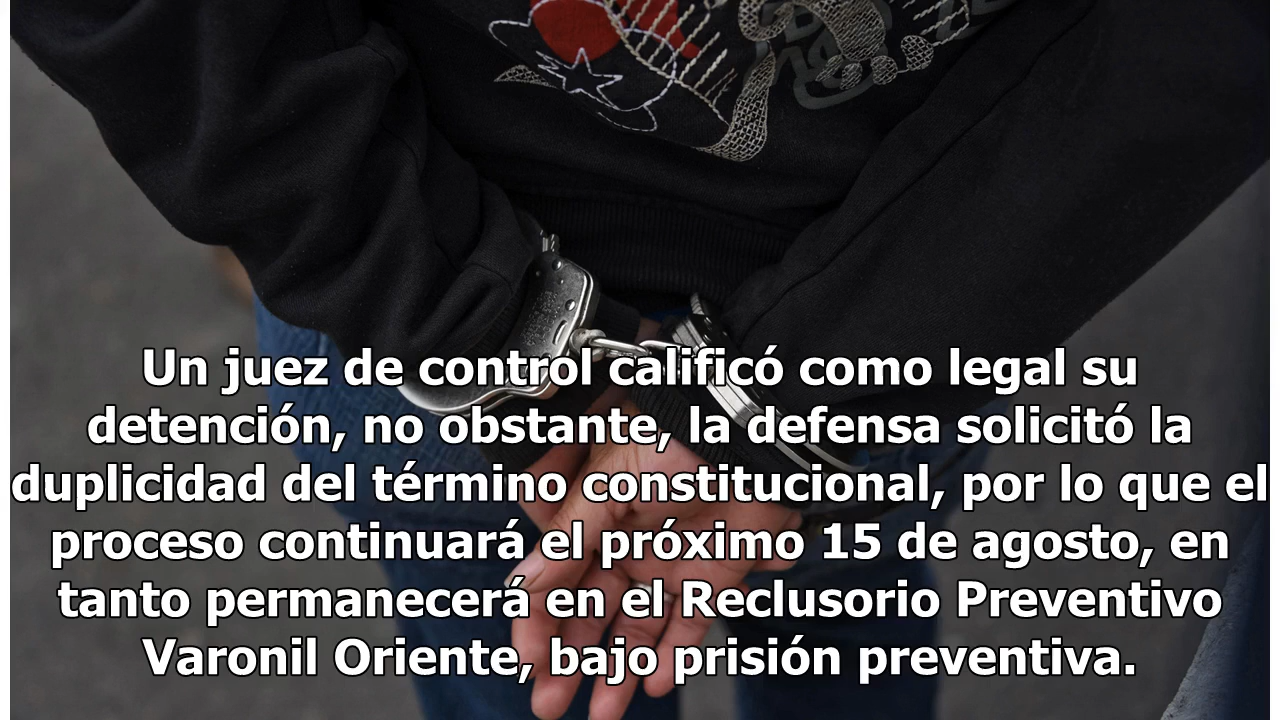 Un juez de control calificó como legal su
detención, no obstante, la defensa solicitó la
duplicidad del término constitucional, por lo que el
proceso continuará el próximo 15 de agosto, en
tanto permanecerá en el Reclusorio Preventivo
Varonil Oriente, bajo prisión preventiva.